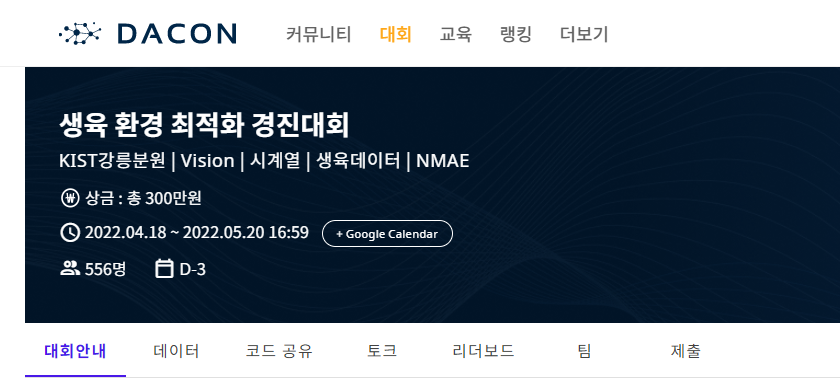 DACON 커뮤니티 대회 교육 랭킹 더보기
생육 환경 최적화 경진대회
KIST강릉분원 | Vision | 시계열 | 생육데이터 | NMAE
₩ 상금 : 총 300만원
2022.04.18 ~ 2022.05.20 16:59 + Google Calendar
556명 D-3
대회안내 데이터 코드 공유 토크 리더보드 팀 제출